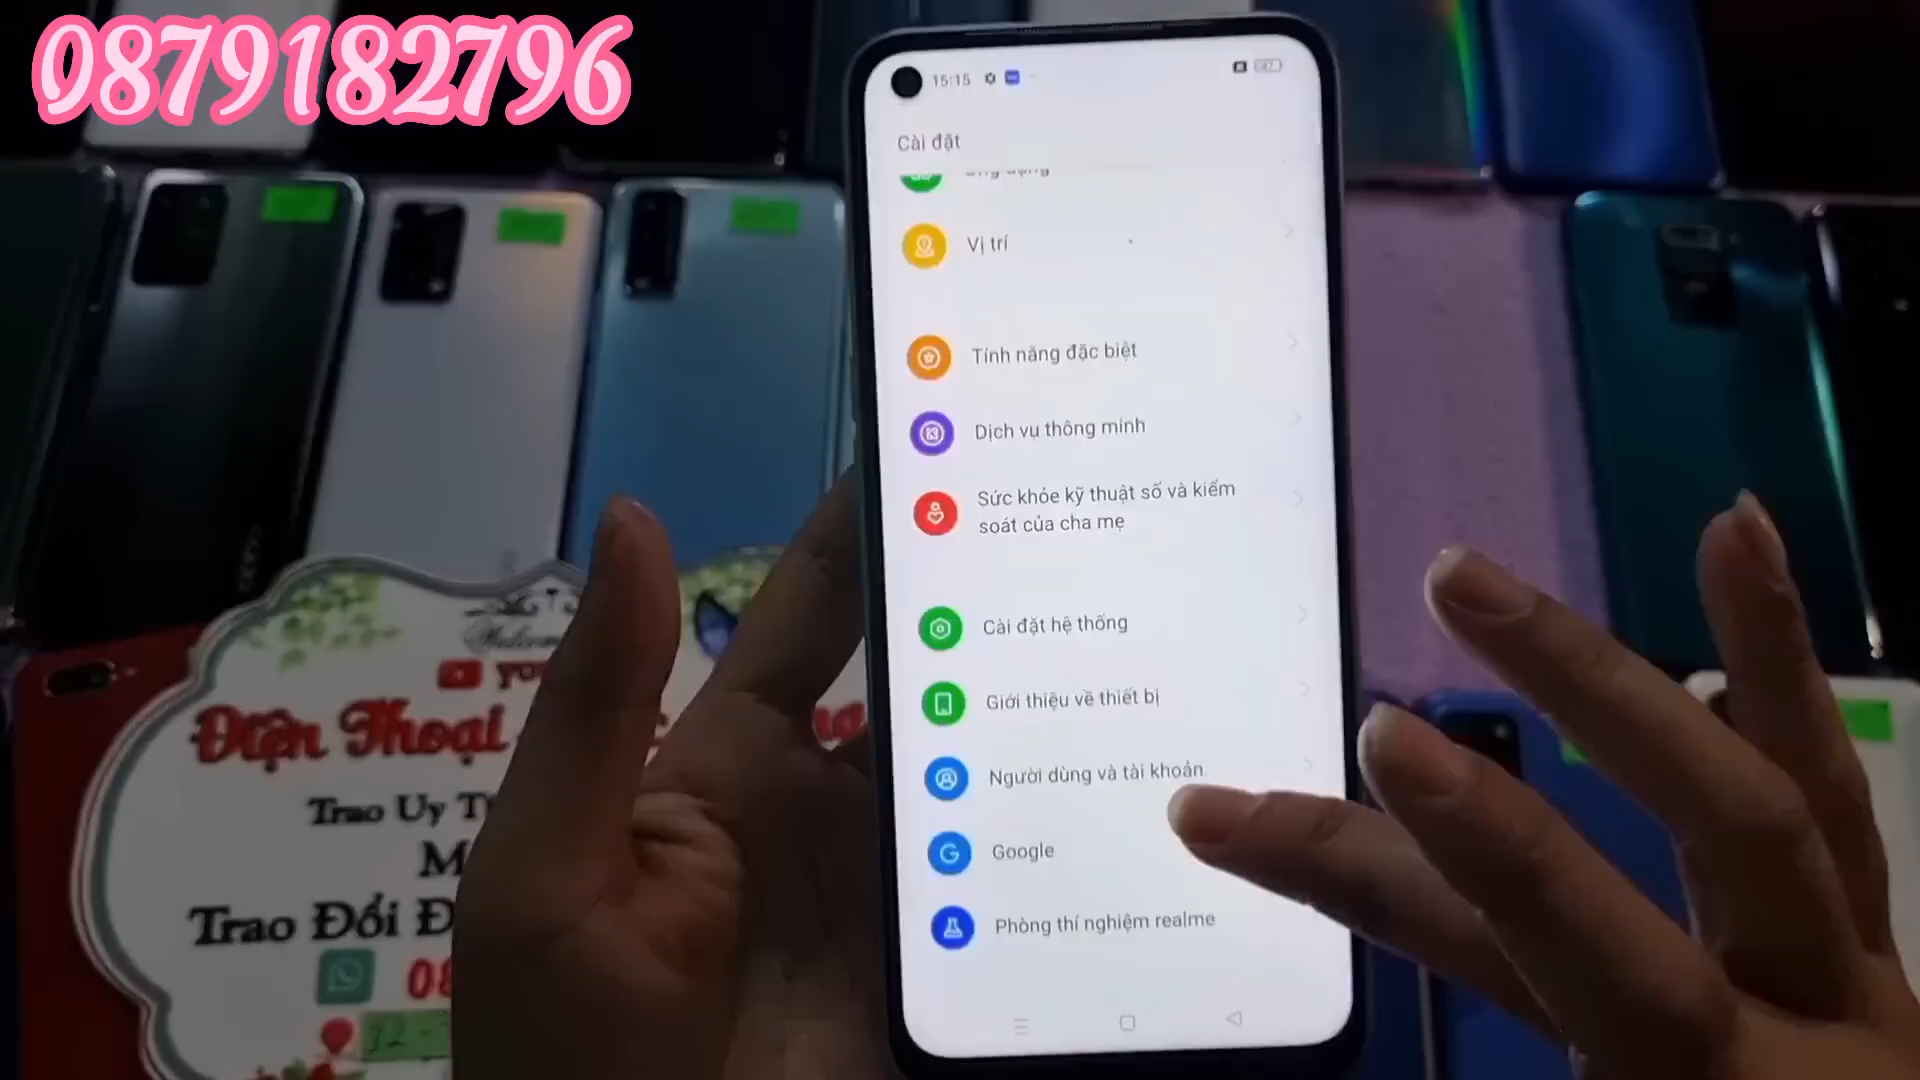 0879182796
15:15
Cài đặt
Vị trí
Tính năng đặc biệt
Dịch vụ thông minh
Sức khỏe kỹ thuật số và kiểm
soát của cha mẹ
Cài đặt hệ thống
Giới thiệu về thiết bị
Người dùng và tài khoản
Google
Phòng thí nghiệm realme
Welcome
Điện Thoại
Trao Uy
Trao Đổi